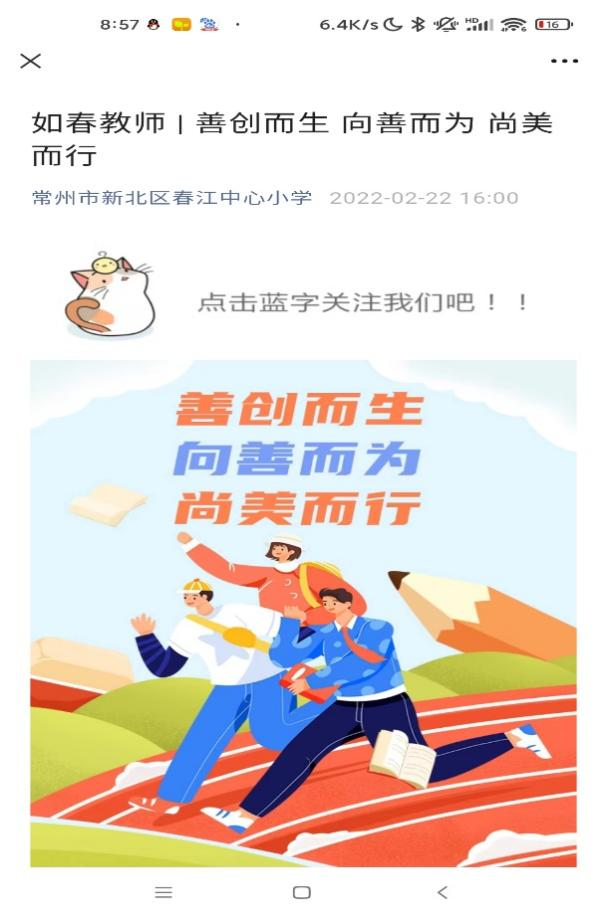 8:57
6.4K/s
HD
16
如春教师 | 善创而生 向善而为 尚美
而行
常州市新北区春江中心小学 2022-02-22 16:00
点击蓝字关注我们吧！！
善创而生
向善而为
尚美而行